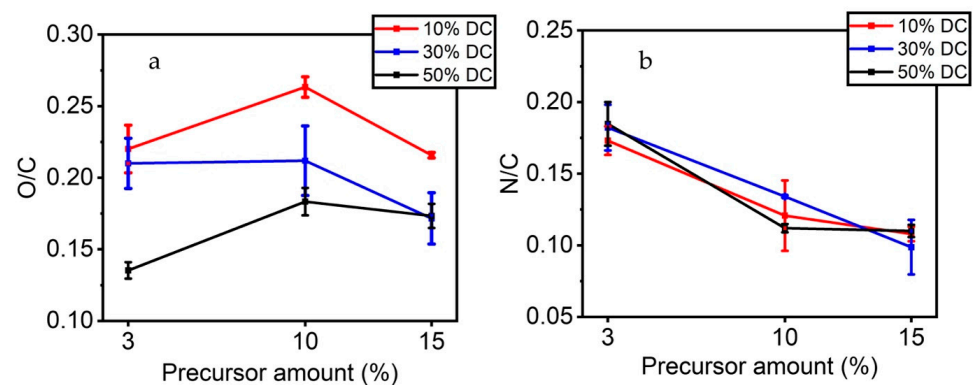 a
10% DC
30% DC
50% DC
O/C
0.30
0.25
0.20
0.15
0.10
3
10
15
Precursor amount (%)
b
10% DC
30% DC
50% DC
N/C
0.25
0.20
0.15
0.10
0.05
3
10
15
Precursor amount (%)